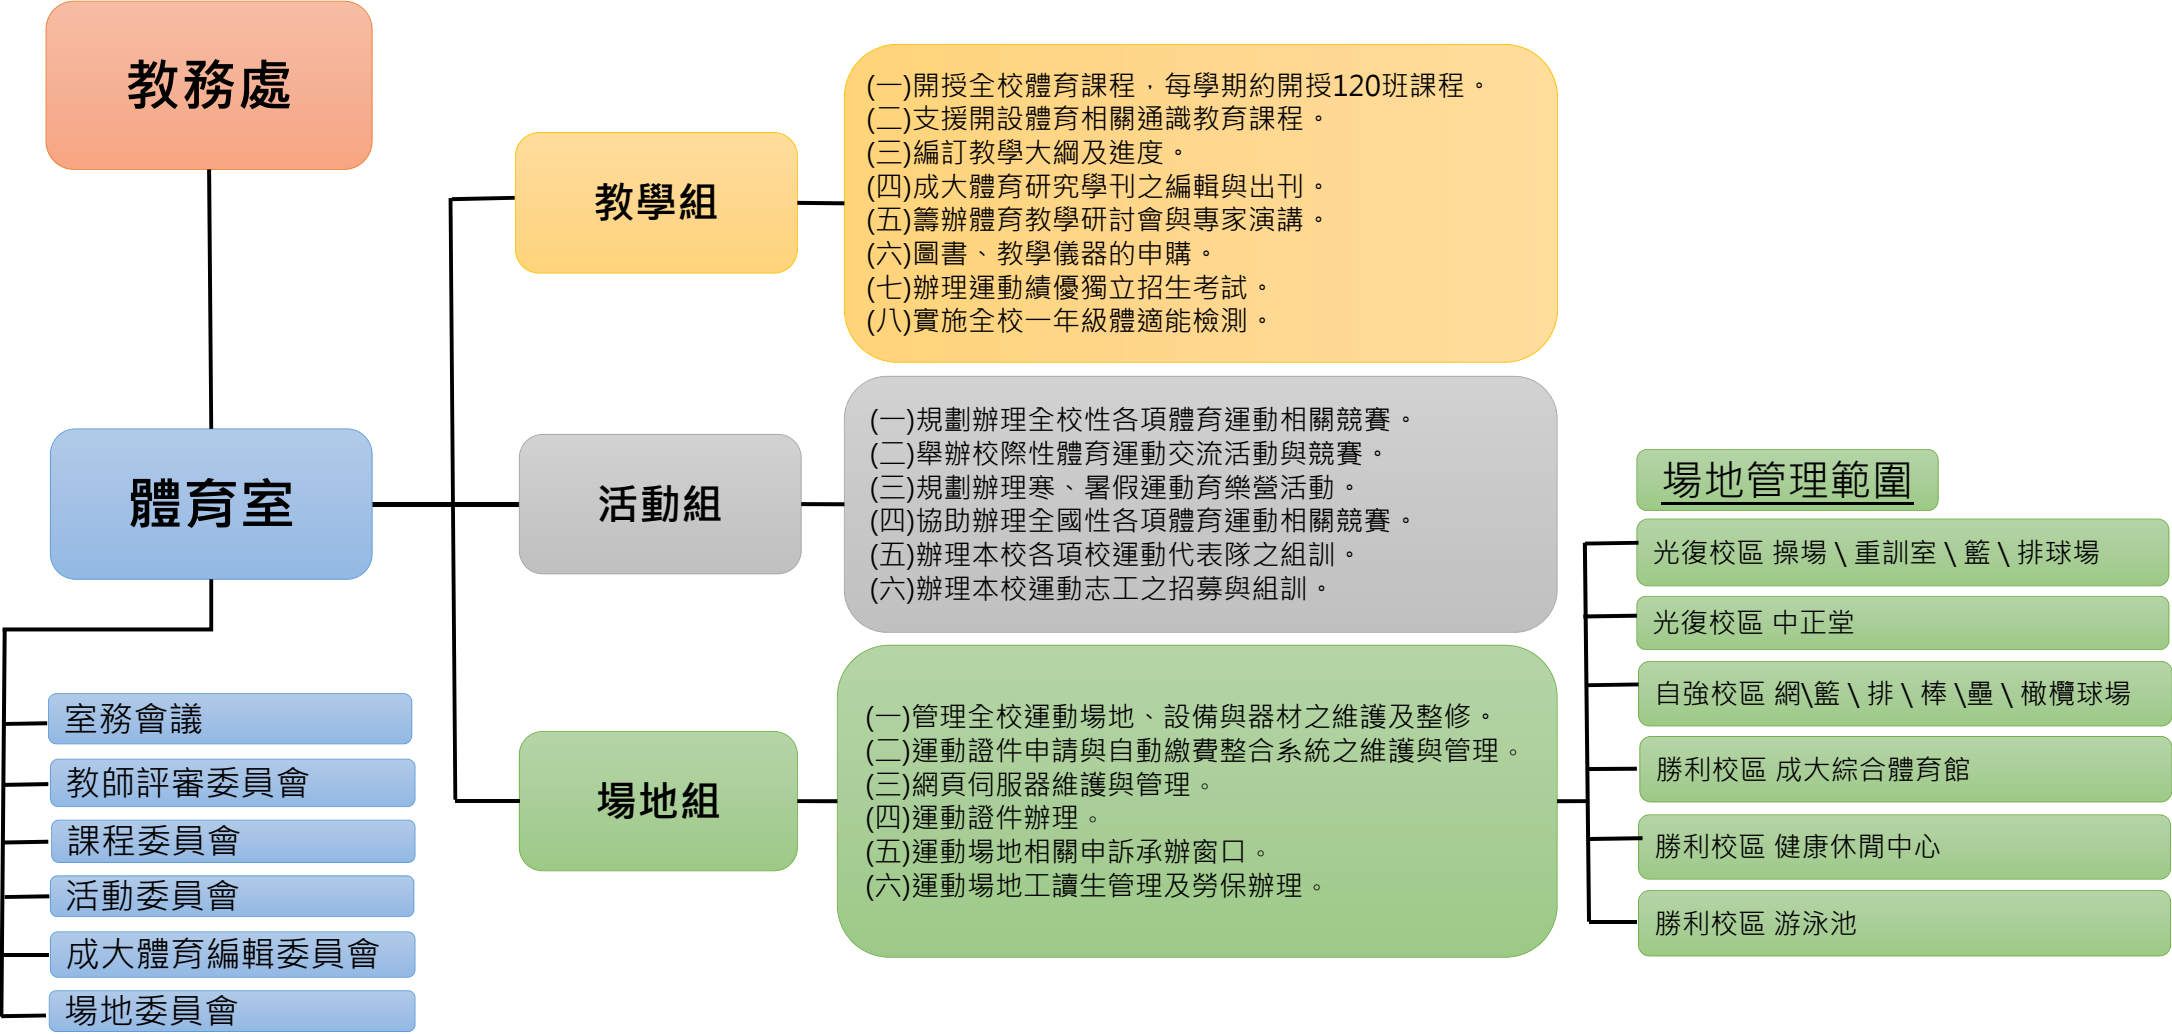 教務處
體育室
室務會議
教師評審委員會
課程委員會
活動委員會
成大體育編輯委員會
場地委員會
教學組
(一)開授全校體育課程，每學期約開授120班課程。
(二)支援開設體育相關通識教育課程。
(三)編訂教學大綱及進度。
(四)成大體育研究學刊之編輯與出刊。
(五)籌辦體育教學研討會與專家演講。
(六)圖書、教學儀器的申購。
(七)辦理運動績優獨立招生考試。
(八)實施全校一年級體適能檢測。
活動組
(一)規劃辦理全校性各項體育運動相關競賽。
(二)舉辦校際性體育運動交流活動與競賽。
(三)規劃辦理寒、暑假運動育樂營活動。
(四)協助辦理全國性各項體育運動相關競賽。
(五)辦理本校各項校運動代表隊之組訓。
(六)辦理本校運動志工之招募與組訓。
場地組
(一)管理全校運動場地、設備與器材之維護及整修。
(二)運動證件申請與自動繳費整合系統之維護與管理。
(三)網頁伺服器維護與管理。
(四)運動證件辦理。
(五)運動場地相關申訴承辦窗口。
(六)運動場地工讀生管理及勞保辦理。
場地管理範圍
光復校區 操場 \ 重訓室 \ 籃 \ 排球場
光復校區 中正堂
自強校區 網\籃 \ 排 \ 棒 \壘 \ 橄欖球場
勝利校區 成大綜合體育館
勝利校區 健康休閒中心
勝利校區 游泳池